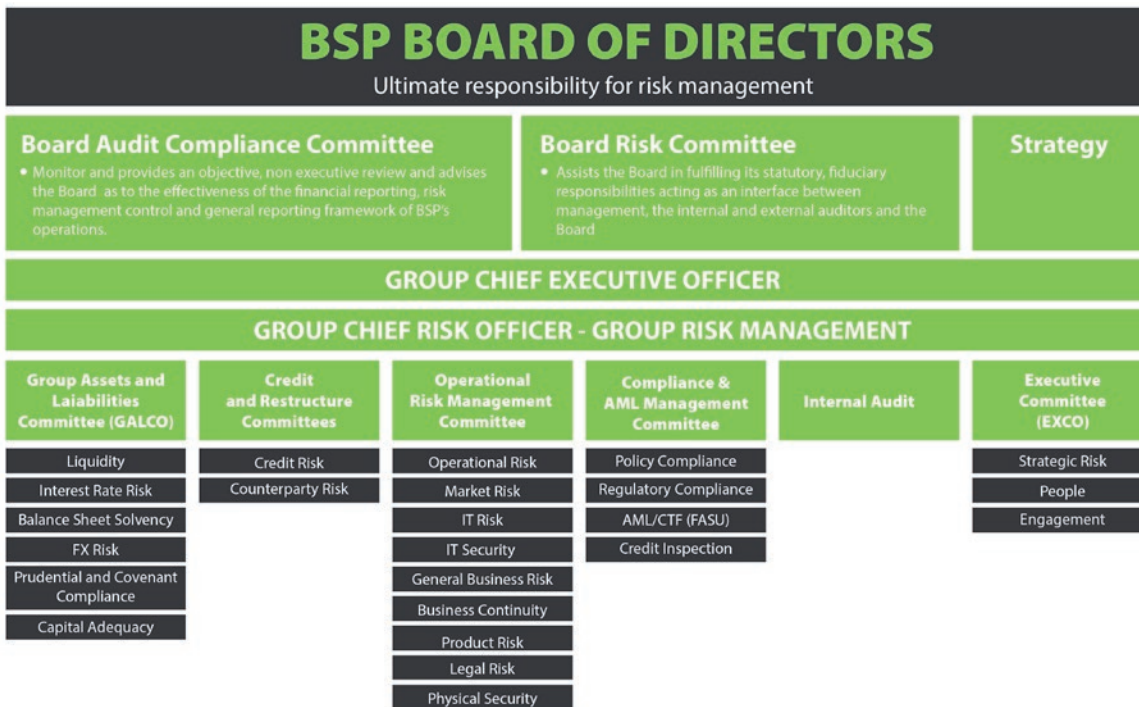 BSP BOARD OF DIRECTORS
Ultimate responsibility for risk management
Board Audit Compliance Committee
• Monitor and provides an objective, non executive review and advises
the Board as to the effectiveness of the financial reporting, risk
management control and general reporting framework of BSP's
operations.
Board Risk Committee
• Assists the Board in fulfilling its statutory, fiduciary
responsibilities acting as an interface between
management, the internal and external auditors and the
Board
Strategy
GROUP CHIEF EXECUTIVE OFFICER
GROUP CHIEF RISK OFFICER - GROUP RISK MANAGEMENT
Group Assets and
Laiabilities
Committee (GALCO)
Liquidity
Interest Rate Risk
Balance Sheet Solvency
FX Risk
Prudential and Covenant
Compliance
Capital Adequacy
Credit
and Restructure
Committees
Credit Risk
Counterparty Risk
Operational
Risk Management
Committee
Operational Risk
Market Risk
IT Risk
IT Security
General Business Risk
Business Continuity
Product Risk
Legal Risk
Physical Security
Compliance &
AML Management
Committee
Policy Compliance
Regulatory Compliance
AML/CTF (FASU)
Credit Inspection
Internal Audit
Executive
Committee
(EXCO)
Strategic Risk
People
Engagement